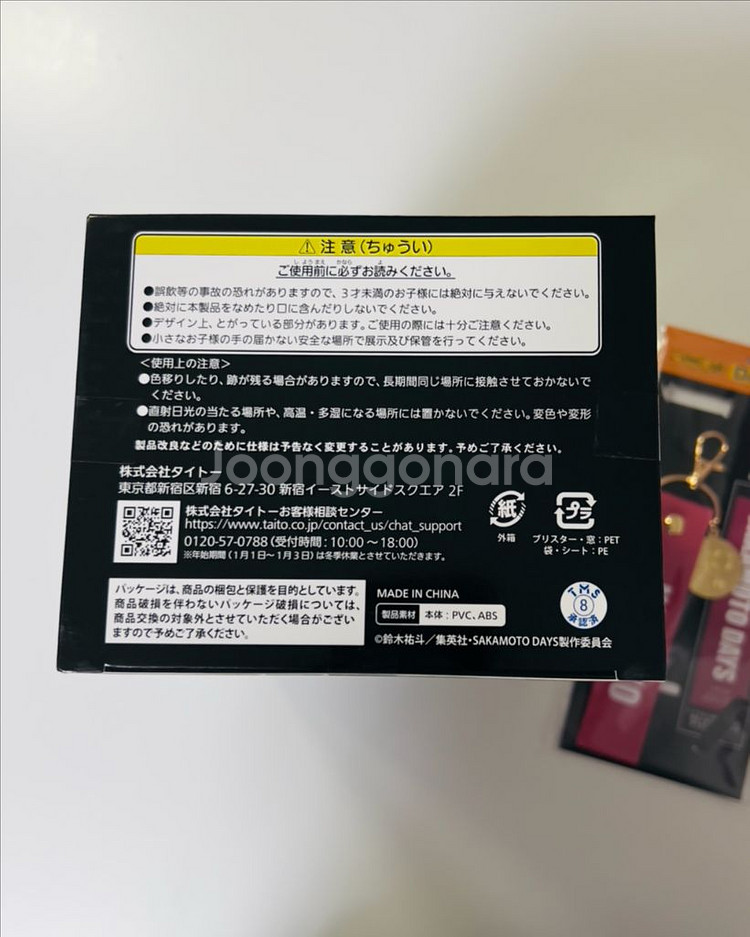 ⚠注意(ちゅうい)
ご使用前に必ずお読みください。
しようまえ かなら よ
●誤飲等の事故の恐れがありますので、3才未満のお子様には絶対に与えないでください。
●絶対に本製品をなめたり口に含んだりしないでください。
●デザイン上、とがっている部分があります。ご使用の際には十分ご注意ください。
●小さなお子様の手の届かない安全な場所で展示及び保管を行ってください。
<使用上の注意>
●色移りしたり、跡が残る場合がありますので、長期間同じ場所に接触させておかないで
ください。
●直射日光の当たる場所や、高温・多湿になる場所には置かないでください。変色や変形
の恐れがあります。
製品改良などのために仕様は予告なく変更することがあります。予めご了承ください。
joonggonara
株式会社タイトー
東京都新宿区新宿 6-27-30 新宿イーストサイドスクエア 2F
株式会社タイトーお客様相談センター
https://www.taito.co.jp/contact_us/chat_support
0120-57-0788(受付時間:10:00~18:00)
※年始期間(1月1日~1月3日)は冬季休業とさせていただきます。
紙
外箱
プラ
ブリスター・窓:PET
袋・シート:PE
パッケージは、商品の梱包と保護を目的としています。
商品破損を伴わないパッケージ破損については、
商品交換の対象外とさせていただく場合がござい
ますので予めご了承ください。
MADE IN CHINA
製品素材 本体:PVC、ABS
©鈴木祐斗/集英社・SAKAMOTO DAYS製作委員会
TMS
8
承認済
DAYS